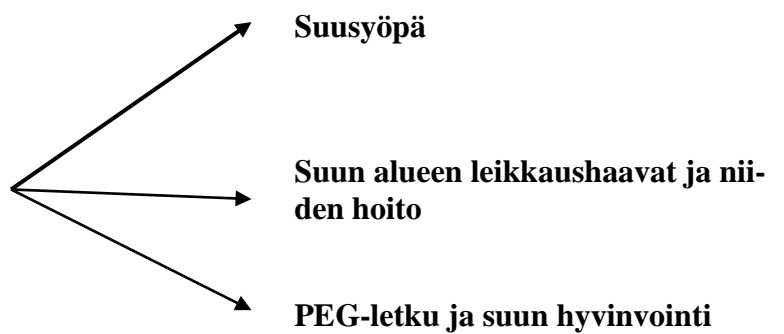 Suusyöpä
Suun alueen leikkaushaavat ja nii-
den hoito
PEG-letku ja suun hyvinvointi